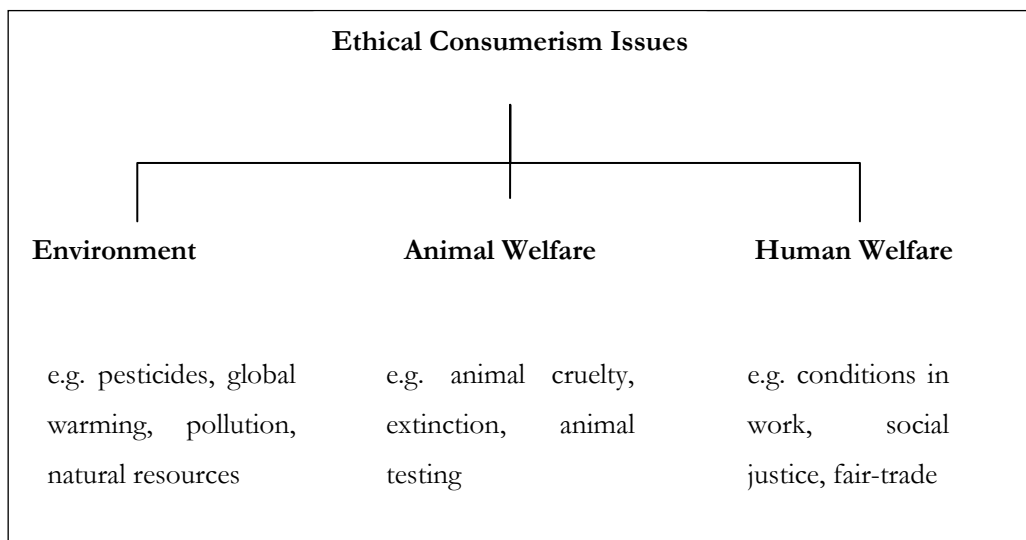 Ethical Consumerism Issues
Environment
Animal Welfare
Human Welfare
e.g. pesticides, global
warming, pollution,
natural resources
e.g. animal cruelty,
extinction, animal
testing
e.g. conditions in
work, social
justice, fair-trade